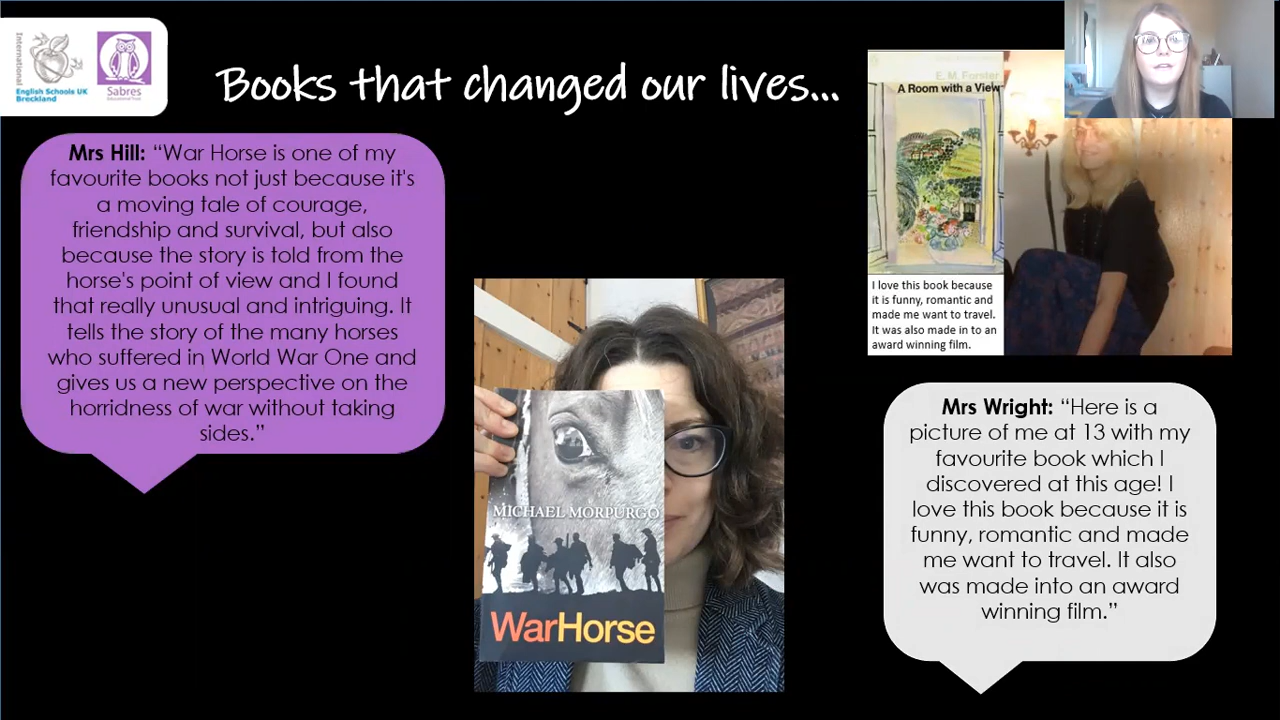 International
English Schools UK
Breckland
Sabres
Educational Trust
Books that changed our lives...
Mrs Hill: “War Horse is one of my
favourite books not just because it's
a moving tale of courage,
friendship and survival, but also
because the story is told from the
horse's point of view and I found
that really unusual and intriguing. It
tells the story of the many horses
who suffered in World War One and
gives us a new perspective on the
horridness of war without taking
sides.”
MICHAEL MORPURGO
WarHorse
E. M. Forster
A Room with a View
I love this book because
it is funny, romantic and
made me want to travel.
It was also made in to an
award winning film.
Mrs Wright: “Here is a
picture of me at 13 with my
favourite book which I
discovered at this age! I
love this book because it is
funny, romantic and made
me want to travel. It also
was made into an award
winning film.”